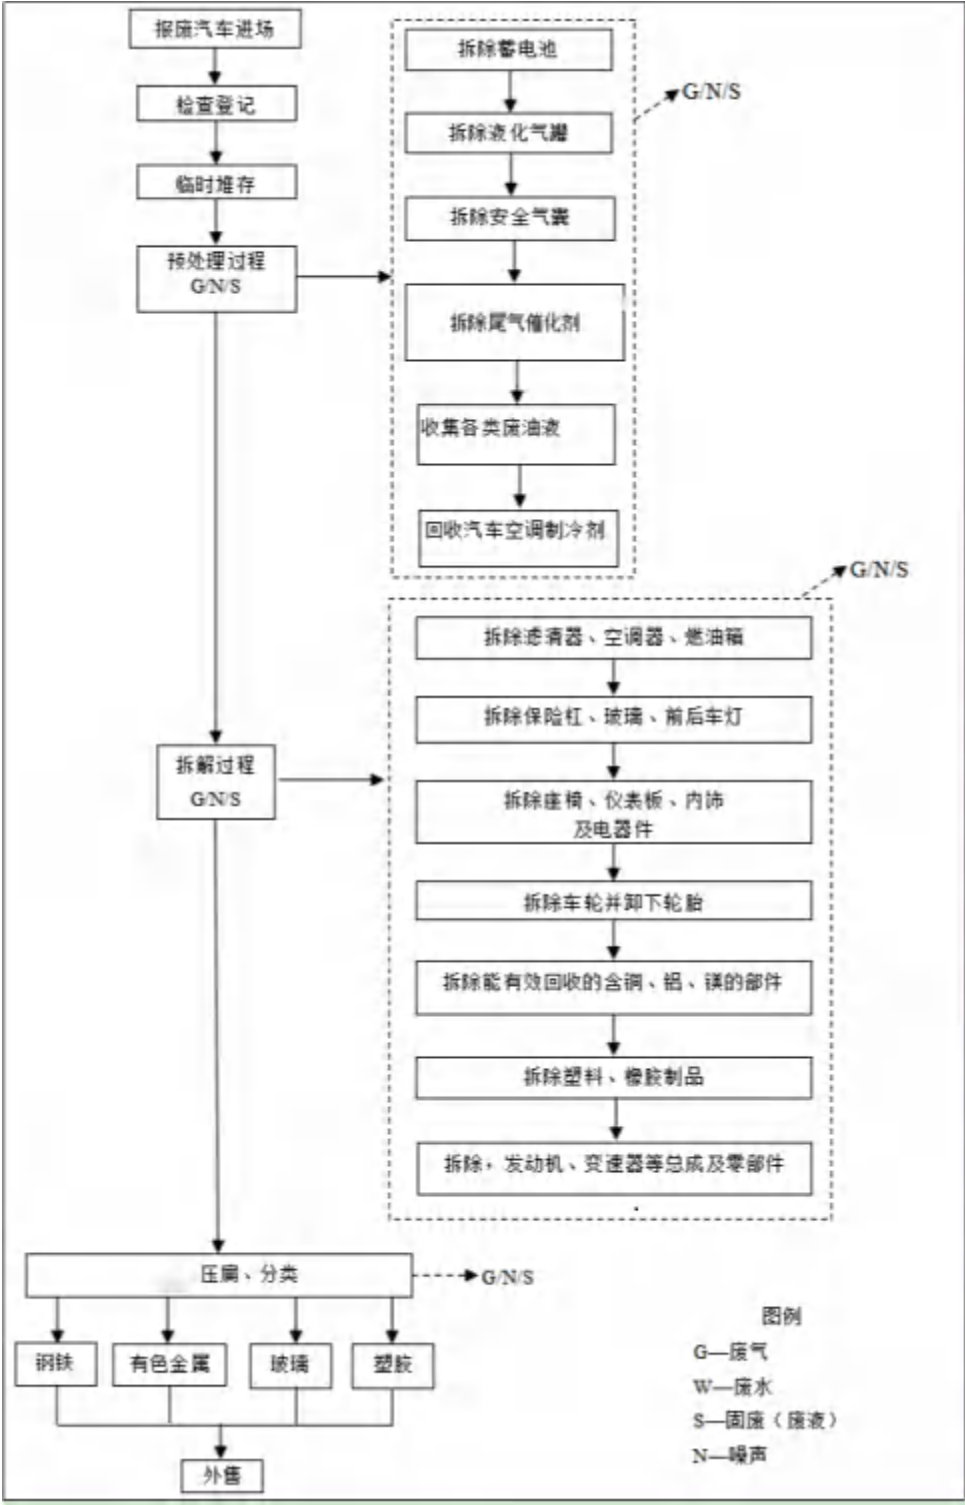 报废汽车进场
检查登记
临时堆存
预处理过程
G/N/S
拆除蓄电池
拆除液化气罐
拆除安全气囊
拆除尾气催化剂
收集各类废油液
回收汽车空调制冷剂
G/N/S
拆解过程
G/N/S
拆除滤清器、空调器、燃油箱
拆除保险杠、玻璃、前后车灯
拆除座椅、仪表板、内饰
及电器件
拆除车轮并卸下轮胎
拆除能有效回收的含铜、铝、镁的部件
拆除塑料、橡胶制品
拆除，发动机、变速器等总成及零部件
G/N/S
压扁、分类
G/N/S
钢铁
有色金属
玻璃
塑胶
外售
图例
G—废气
W—废水
S—固废（废液）
N—噪声